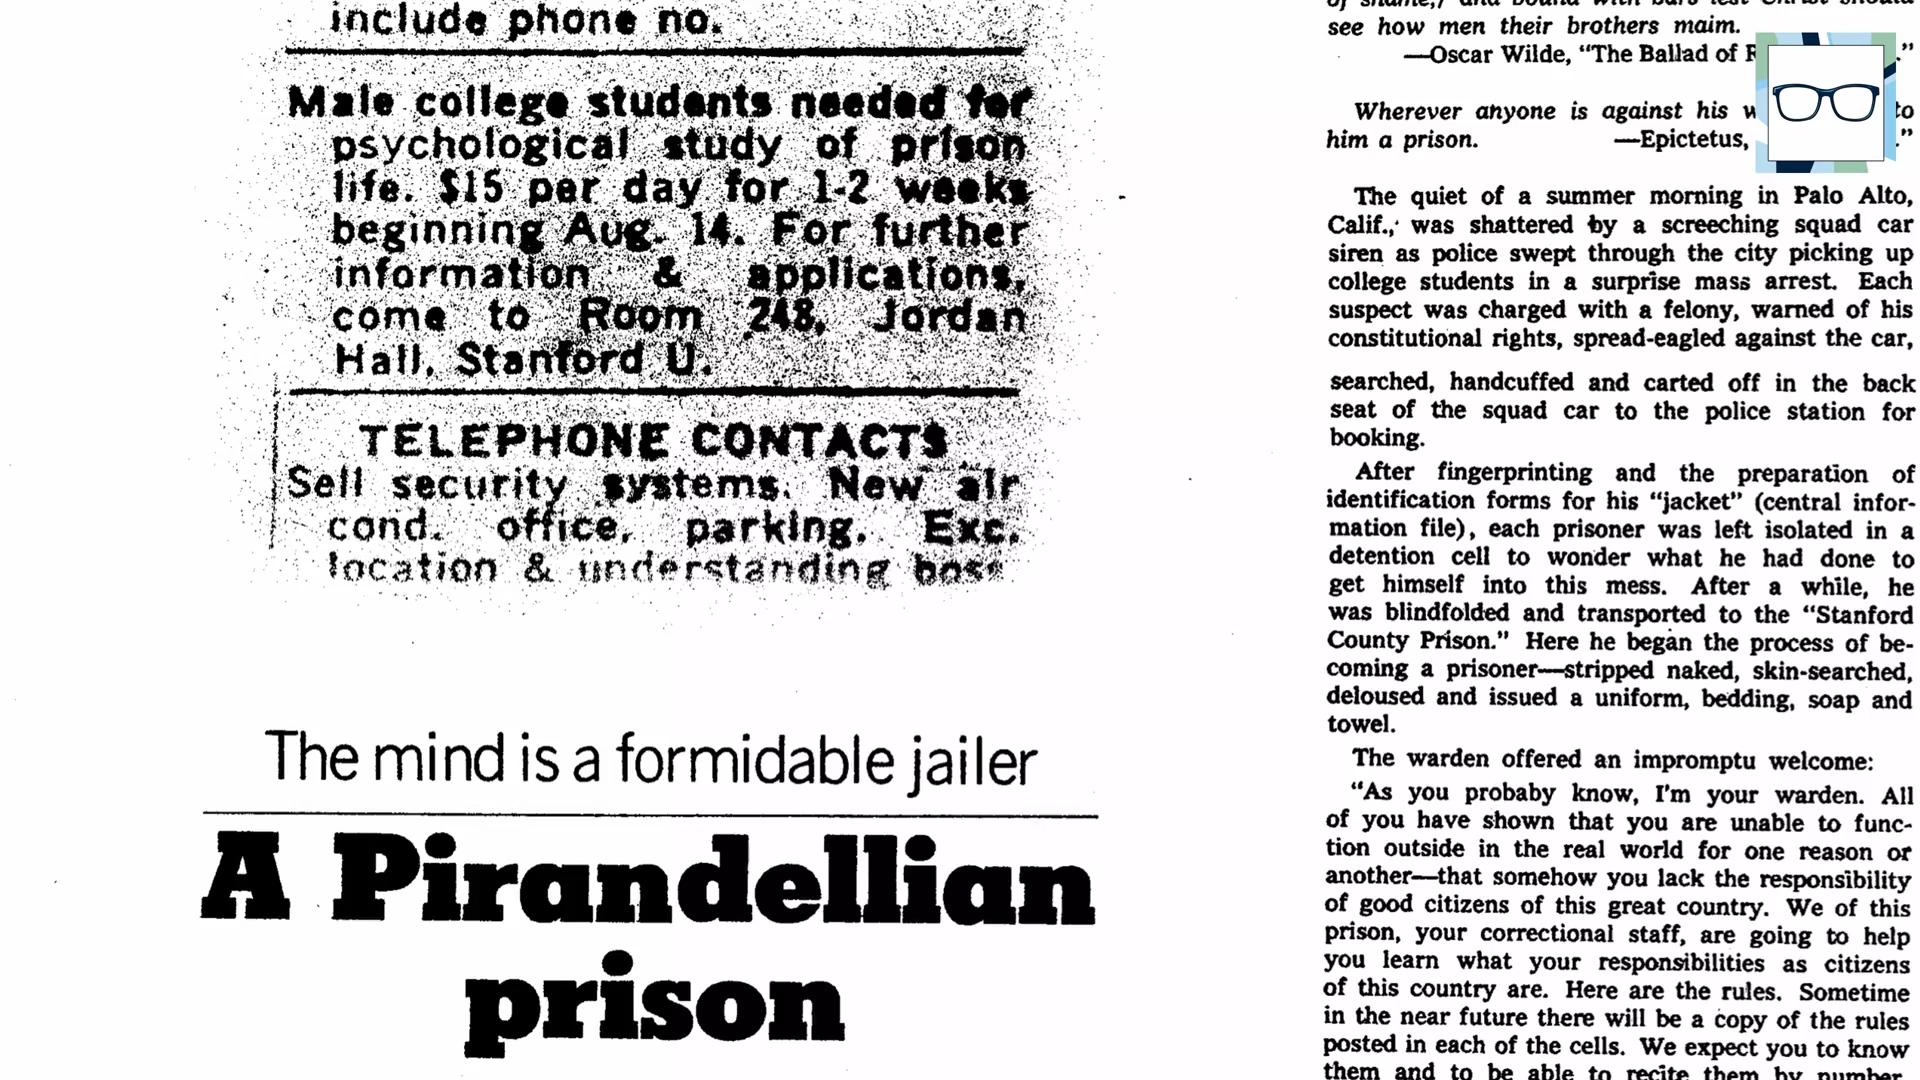 include phone no.
Male college students needed for
psychological study of prison
life. $15 per day for 1-2 weeks
beginning Aug. 14. For further
information & applications,
come to Room 248, Jordan
Hall, Stanford U.
TELEPHONE CONTACTS
Sell security systems. New air
cond. office, parking. Exc.
location & understanding boss
The mind is a formidable jailer
A Pirandellian
prison
see how men their brothers maim.
—Oscar Wilde, “The Ballad of
Wherever anyone is against his
him a prison. —Epictetus,
The quiet of a summer morning in Palo Alto,
Calif., was shattered by a screeching squad car
siren as police swept through the city picking up
college students in a surprise mass arrest. Each
suspect was charged with a felony, warned of his
constitutional rights, spread-eagled against the car,
searched, handcuffed and carted off in the back
seat of the squad car to the police station for
booking.
After fingerprinting and the preparation of
identification forms for his “jacket” (central infor-
mation file), each prisoner was left isolated in a
detention cell to wonder what he had done to
get himself into this mess. After a while, he
was blindfolded and transported to the “Stanford
County Prison.” Here he began the process of be-
coming a prisoner—stripped naked, skin-searched,
deloused and issued a uniform, bedding, soap and
towel.
The warden offered an impromptu welcome:
“As you probaby know, I'm your warden. All
of you have shown that you are unable to func-
tion outside in the real world for one reason or
another—that somehow you lack the responsibility
of good citizens of this great country. We of this
prison, your correctional staff, are going to help
you learn what your responsibilities as citizens
of this country are. Here are the rules. Sometime
in the near future there will be a copy of the rules
posted in each of the cells. We expect you to know
them and to be able to recite them by number.